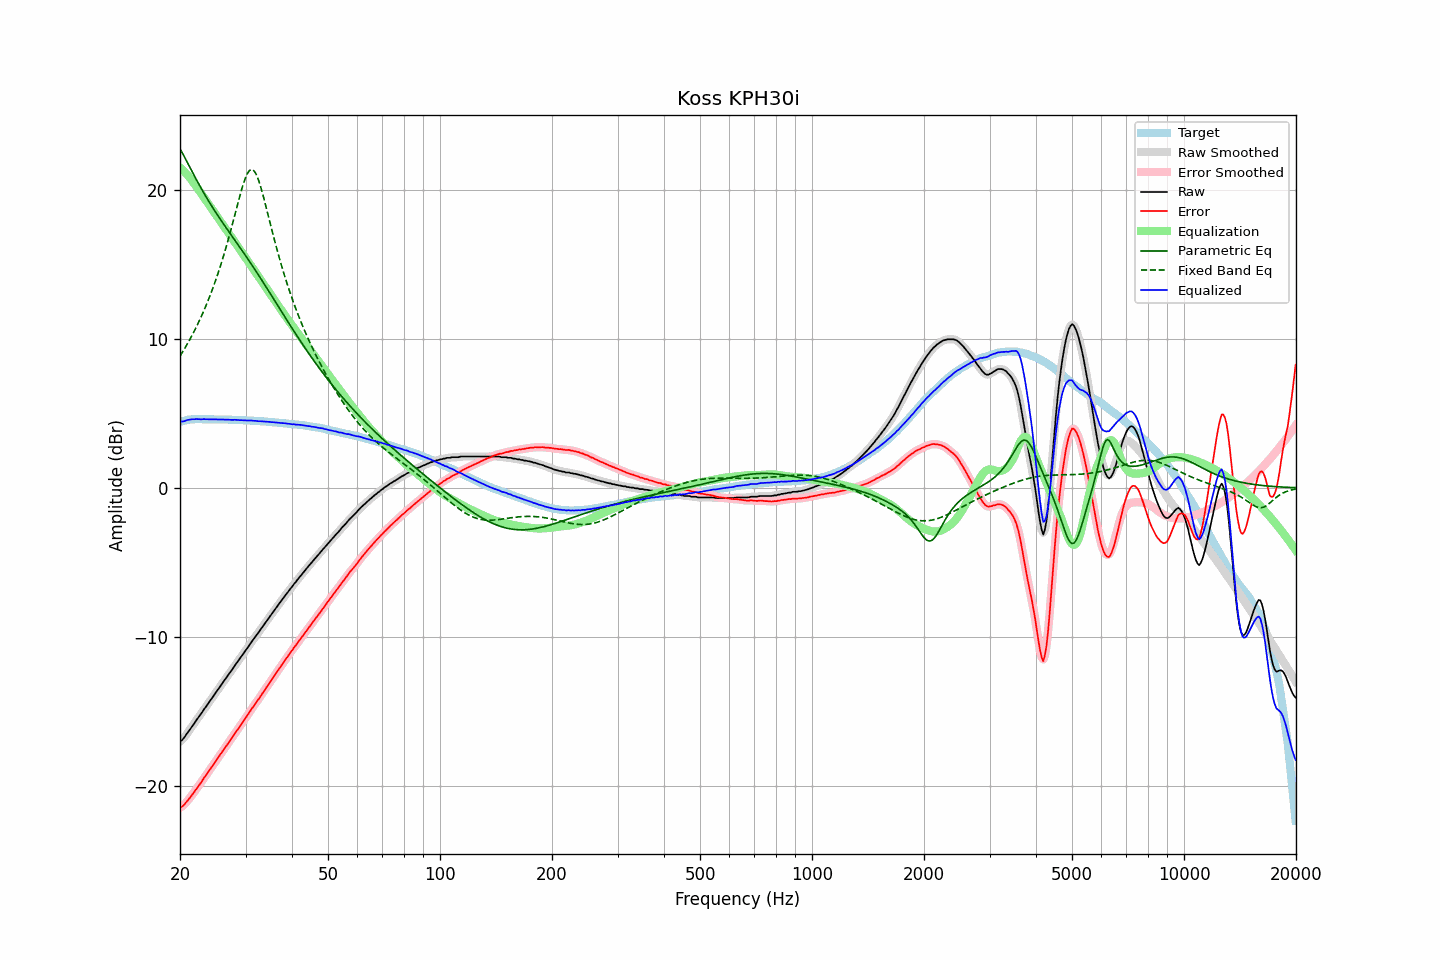 Koss KPH30i
Target
Raw Smoothed
Error Smoothed
Raw
Error
Equalization
Parametric Eq
Fixed Band Eq
Equalized
Amplitude (dBr)
20
10
0
−10
−20
20 50 100 200 500 1000 2000 5000 10000 20000
Frequency (Hz)